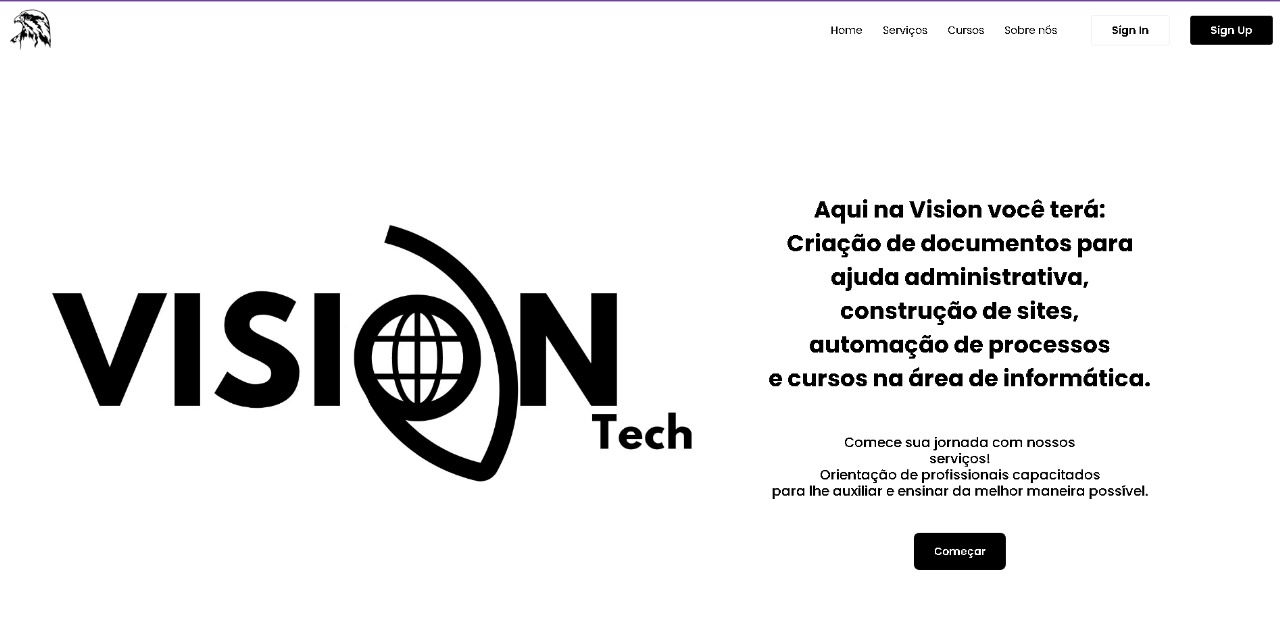 Home Serviços Cursos Sobre nós Sign In Sign Up
VISION
Tech
Aqui na Vision você terá:
Criação de documentos para
ajuda administrativa,
construção de sites,
automação de processos
e cursos na área de informática.
Comece sua jornada com nossos
serviços!
Orientação de profissionais capacitados
para lhe auxiliar e ensinar da melhor maneira possível.
Começar